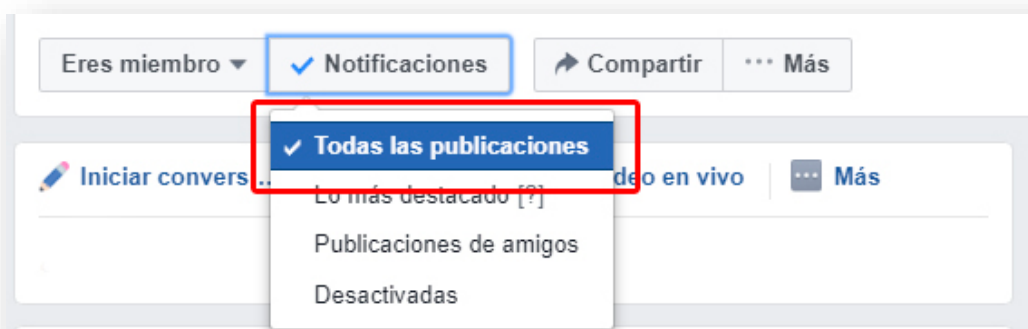 Eres miembro Notificaciones Compartir ··· Más
Todas las publicaciones
Iniciar convers... deo en vivo Más
Lo más destacado [?]
Publicaciones de amigos
Desactivadas